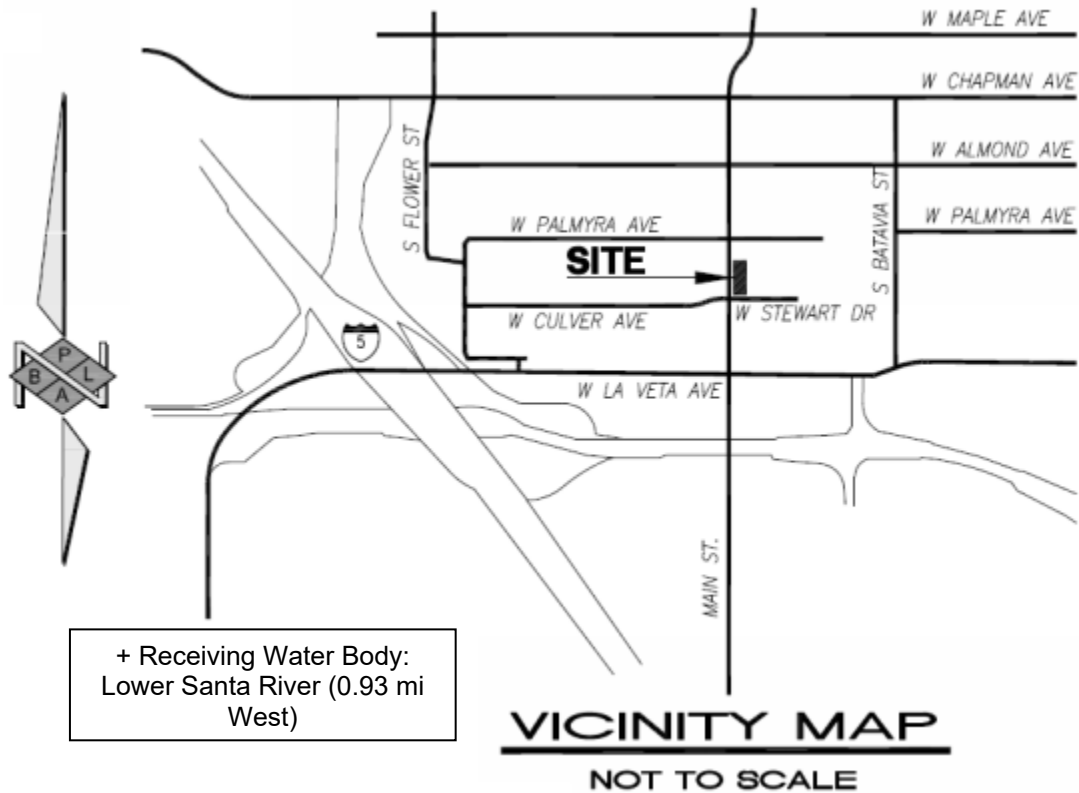 W MAPLE AVE
W CHAPMAN AVE
S FLOWER ST
W ALMOND AVE
S BATAVIA ST
W PALMYRA AVE
W PALMYRA AVE
SITE
W STEWART DR
W CULVER AVE
5
N
P
B L
A
W LA VETA AVE
MAIN ST.
+ Receiving Water Body:
Lower Santa River (0.93 mi
West)
VICINITY MAP
NOT TO SCALE